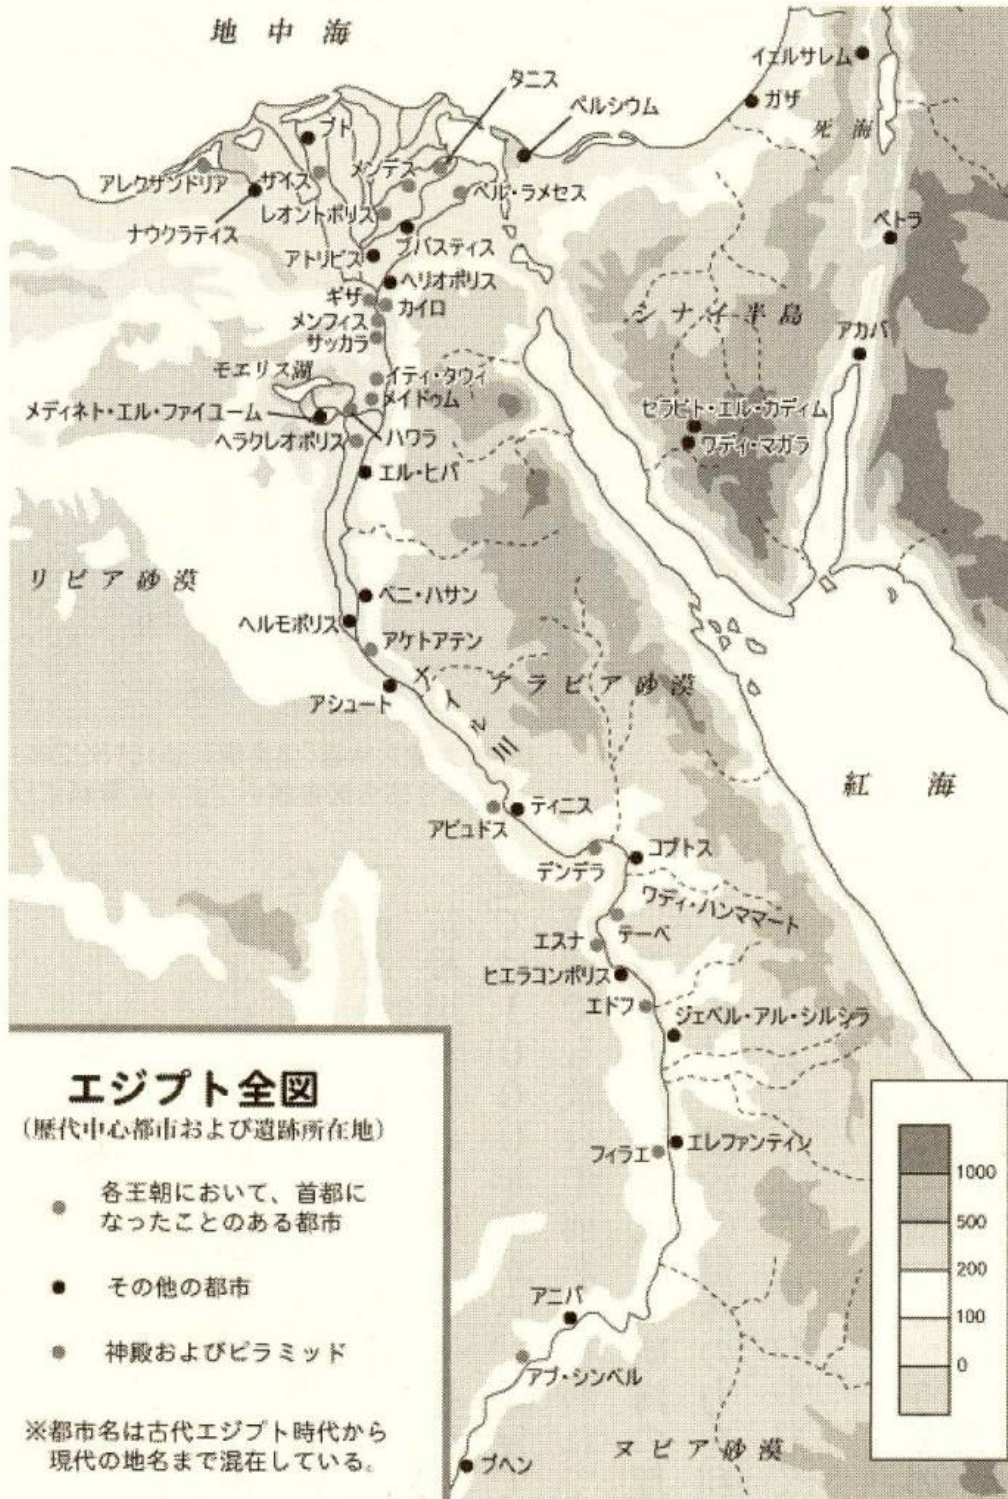 地中海
タニス
イェルサレム
ペルシウム
ガザ
ブト
死海
メンデス
アレクサンドリア
サイス
ペル・ラメセス
ナウクラティス
レオントポリス
ペトラ
アトリビス
ブバスティス
ヘリオポリス
ギザ
カイロ
シナイ半島
メンフィス
サッカラ
アカバ
モエリス湖
イティ・タウィ
メイドゥム
メディネト・エル・ファイユーム
セラビト・エル・カディム
ハワラ
ヘラクレオポリス
ワディ・マガラ
エル・ヒバ
リビア砂漠
ベニ・ハサン
ヘルモポリス
アケトアテン
アシュート
ナイル川
アラビア砂漠
紅海
ティニス
アビュドス
コプトス
デンデラ
ワディ・ハンママート
テーベ
エスナ
ヒエラコンポリス
エドフ
ジェベル・アル・シルシラ
エレファンティン
フィラエ
アニバ
アブ・シンベル
ヌビア砂漠
ブヘン
エジプト全図
(歴代中心都市および遺跡所在地)
各王朝において、首都に
なったことのある都市
その他の都市
神殿およびピラミッド
※都市名は古代エジプト時代から
現代の地名まで混在している。
1000
500
200
100
0